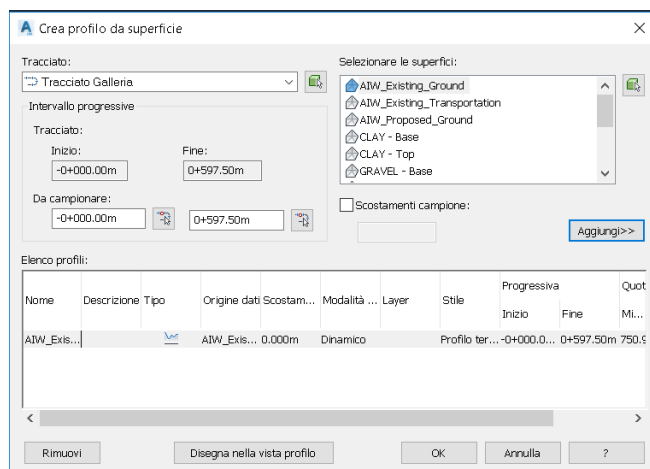 Crea profilo da superficie
Tracciato:
Tracciato Galleria
Intervallo progressive
Tracciato:
Inizio:
Fine:
-0+000.00m
0+597.50m
Da campionare:
-0+000.00m
0+597.50m
Selezionare le superfici:
AIW_Existing_Ground
AIW_Existing_Transportation
AIW_Proposed_Ground
CLAY - Base
CLAY - Top
GRAVEL - Base
Scostamenti campione:
Aggiungi>>
Elenco profili:
Progressiva Quot
Nome Descrizione Tipo Origine dati Scostam... Modalità ... Layer Stile
Inizio Fine Mi...
AIW_Exis... AIW_Exis... 0.000m Dinamico Profilo ter... -0+000.0... 0+597.50m 750.9
Rimuovi Disegna nella vista profilo OK Annulla ?